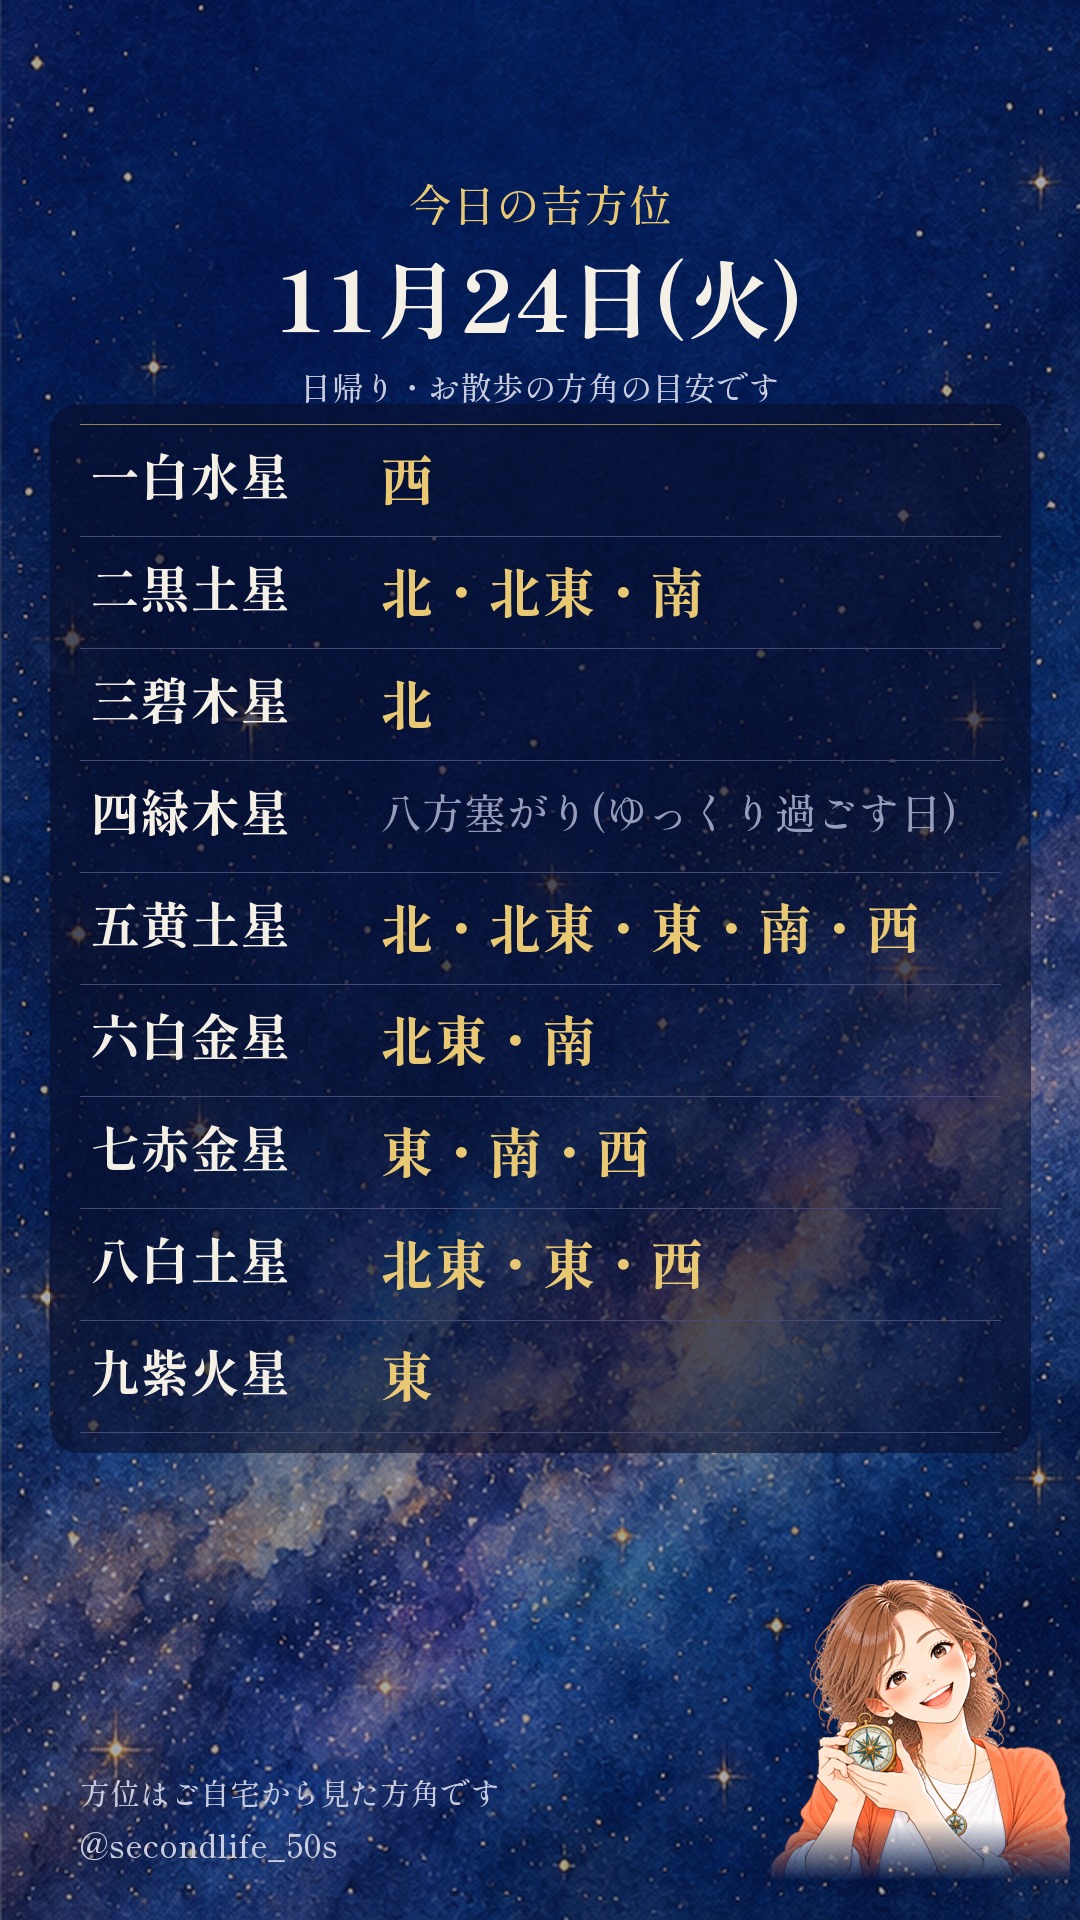 今日の吉方位
11月24日(火)
日帰り・お散歩の方角の目安です
一白水星 西
二黒土星 北・北東・南
三碧木星 北
四緑木星 八方塞がり(ゆっくり過ごす日)
五黄土星 北・北東・東・南・西
六白金星 北東・南
七赤金星 東・南・西
八白土星 北東・東・西
九紫火星 東
方位はご自宅から見た方角です
@secondlife_50s